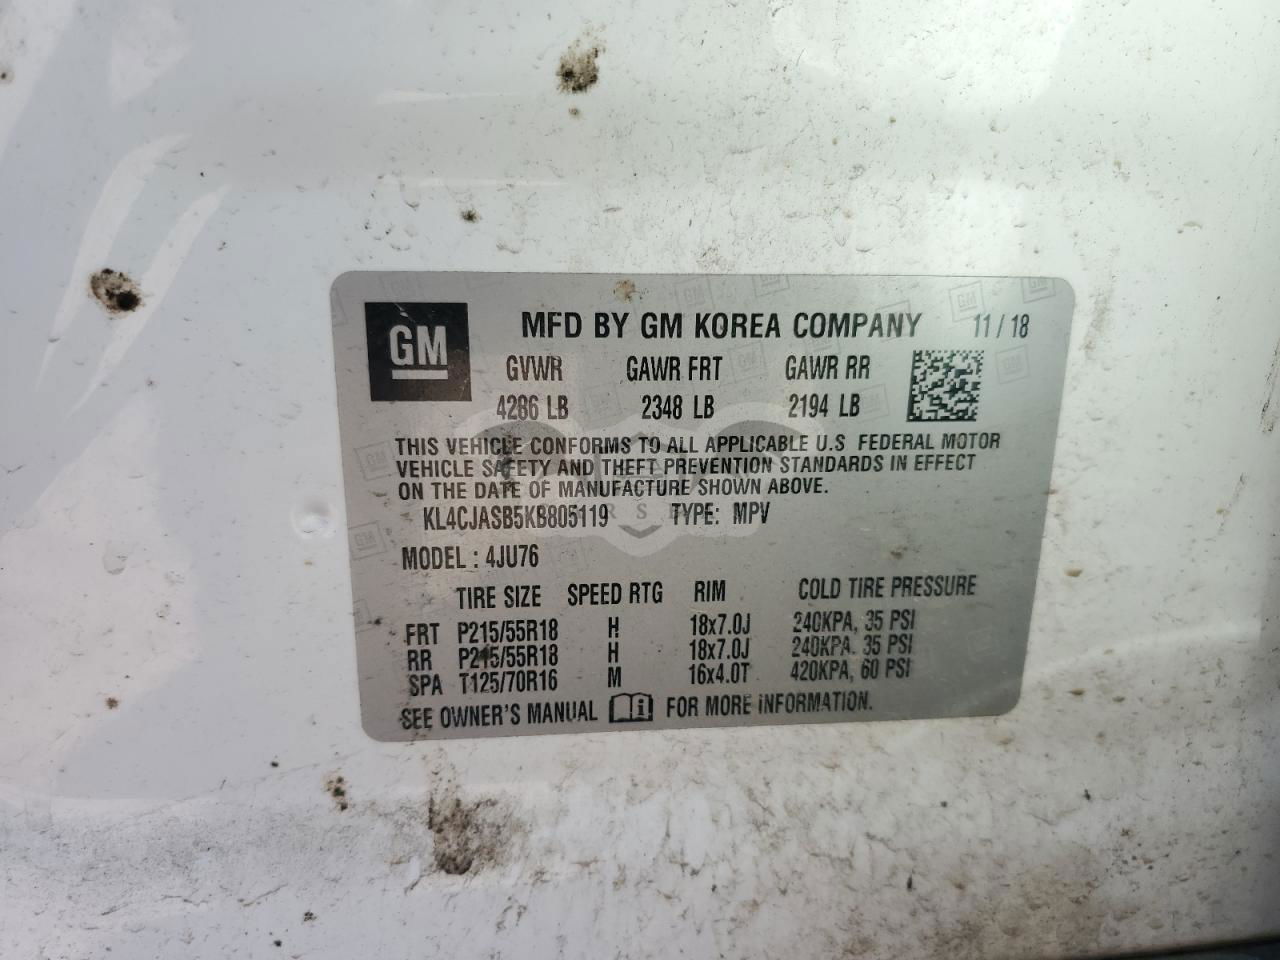 GM
MFD BY GM KOREA COMPANY 11/18
GVWR GAWR FRT GAWR RR
4286 LB 2348 LB 2194 LB
THIS VEHICLE CONFORMS TO ALL APPLICABLE U.S FEDERAL MOTOR
VEHICLE SAFETY AND THEFT PREVENTION STANDARDS IN EFFECT
ON THE DATE OF MANUFACTURE SHOWN ABOVE.
KL4CJASB5KB805119 TYPE: MPV
MODEL : 4JU76
TIRE SIZE SPEED RTG RIM COLD TIRE PRESSURE
FRT P215/55R18 H 18x7.0J 240KPA, 35 PSI
RR P215/55R18 H 18x7.0J 240KPA. 35 PSI
SPA T125/70R16 M 16x4.0T 420KPA, 60 PSI
SEE OWNER'S MANUAL i FOR MORE INFORMATION.